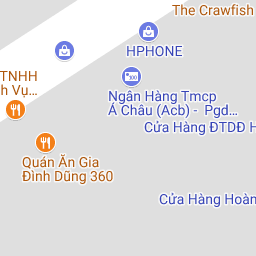 The Crawfish
HPHONE
TNHH
h Vụ...
Ngân Hàng Tmcp
Á Châu (Acb) - Pgd...
Cửa Hàng ĐTDĐ H
Quán Ăn Gia
Đình Dũng 360
Cửa Hàng Hoàn